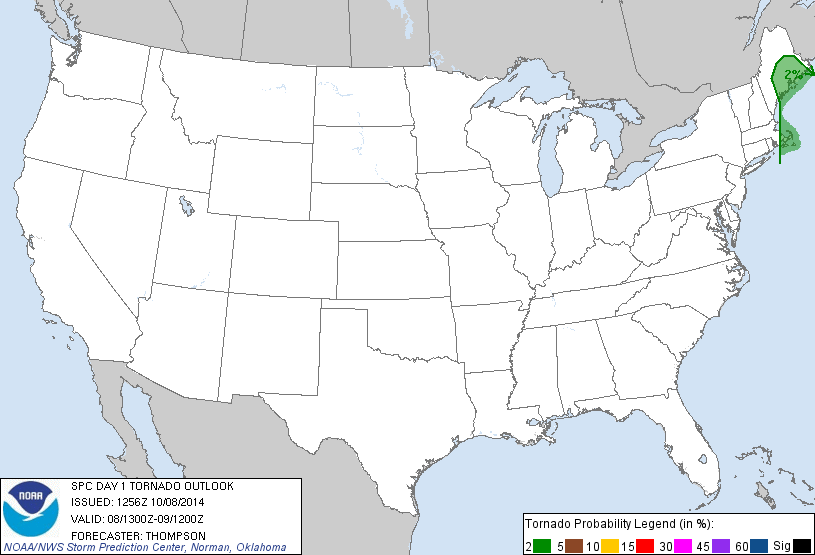 2%
NOAA
SPC DAY 1 TORNADO OUTLOOK
ISSUED: 1256Z 10/08/2014
VALID: 08/1300Z-09/1200Z
FORECASTER: THOMPSON
NOAA/NWS Storm Prediction Center, Norman, Oklahoma
Tornado Probability Legend (in %):
2 5 10 15 30 45 60 Sig